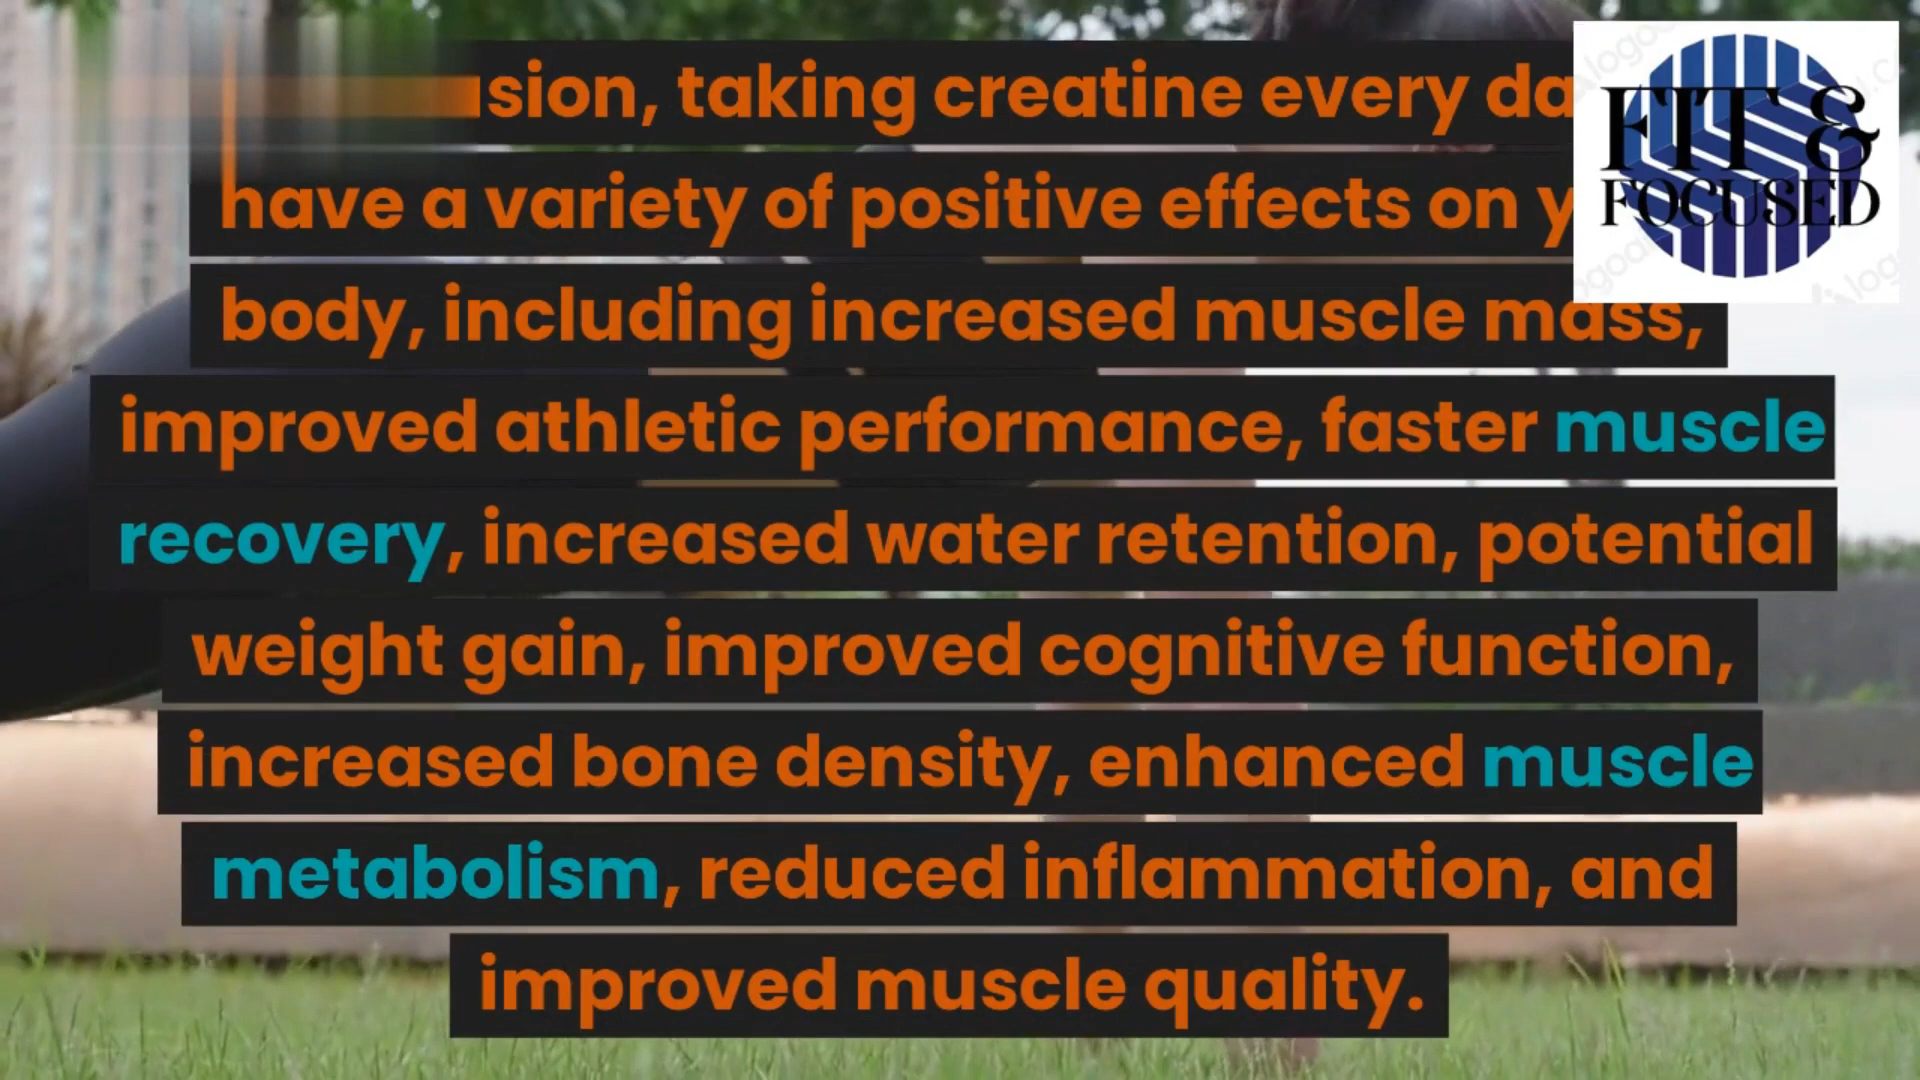 sion, taking creatine every da
have a variety of positive effects on y
body, including increased muscle mass,
improved athletic performance, faster muscle
recovery, increased water retention, potential
weight gain, improved cognitive function,
increased bone density, enhanced muscle
metabolism, reduced inflammation, and
improved muscle quality.
FIT &
FOCUSED